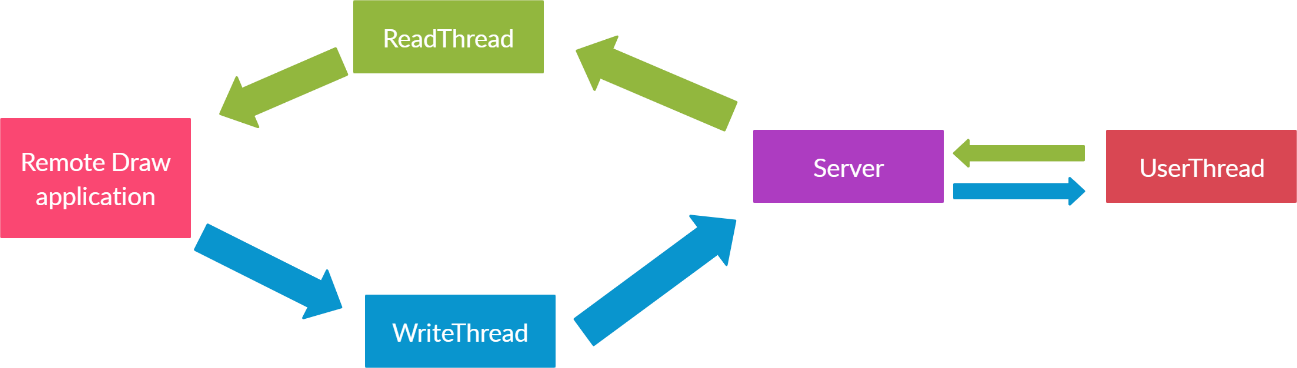 ReadThread
Remote Draw
application
Server
UserThread
WriteThread